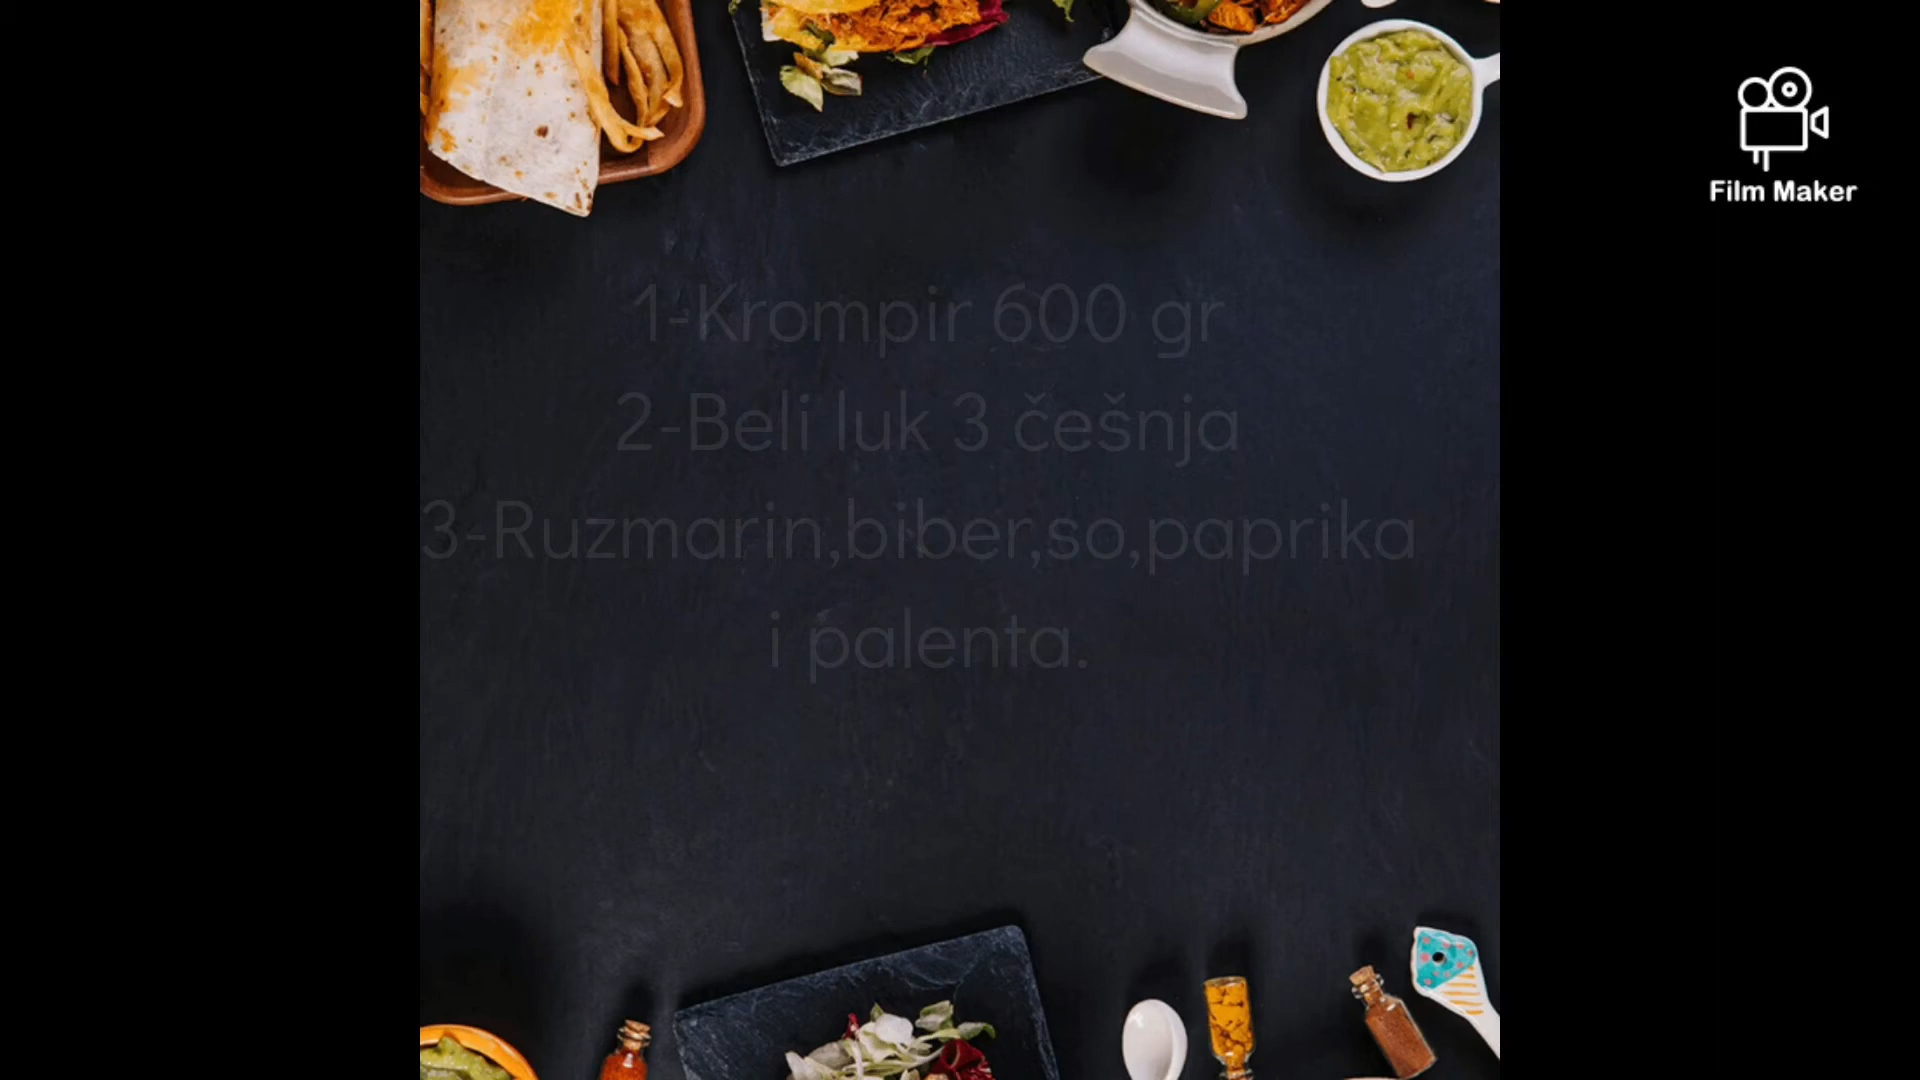 Film Maker
1-Krompir 600 gr
2-Beli luk 3 češnja
3-Ruzmarin,biber,so,paprika
i palenta.